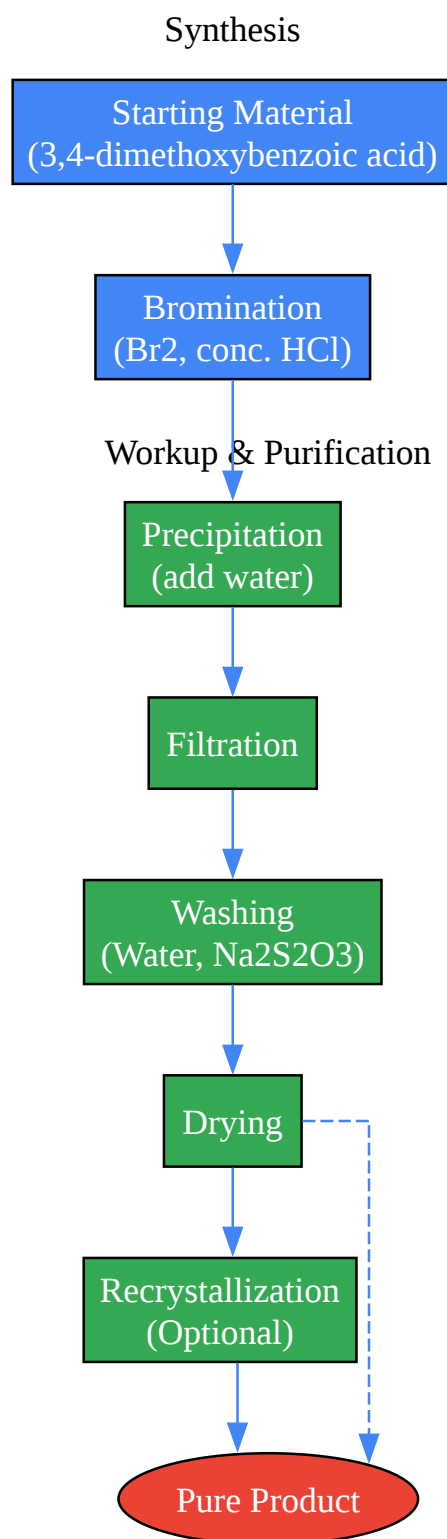 Synthesis
Starting Material
(3,4-dimethoxybenzoic acid)
Bromination
(Br2, conc. HCl)
Workup & Purification
Precipitation
(add water)
Filtration
Washing
(Water, Na2S2O3)
Drying
Recrystallization
(Optional)
Pure Product